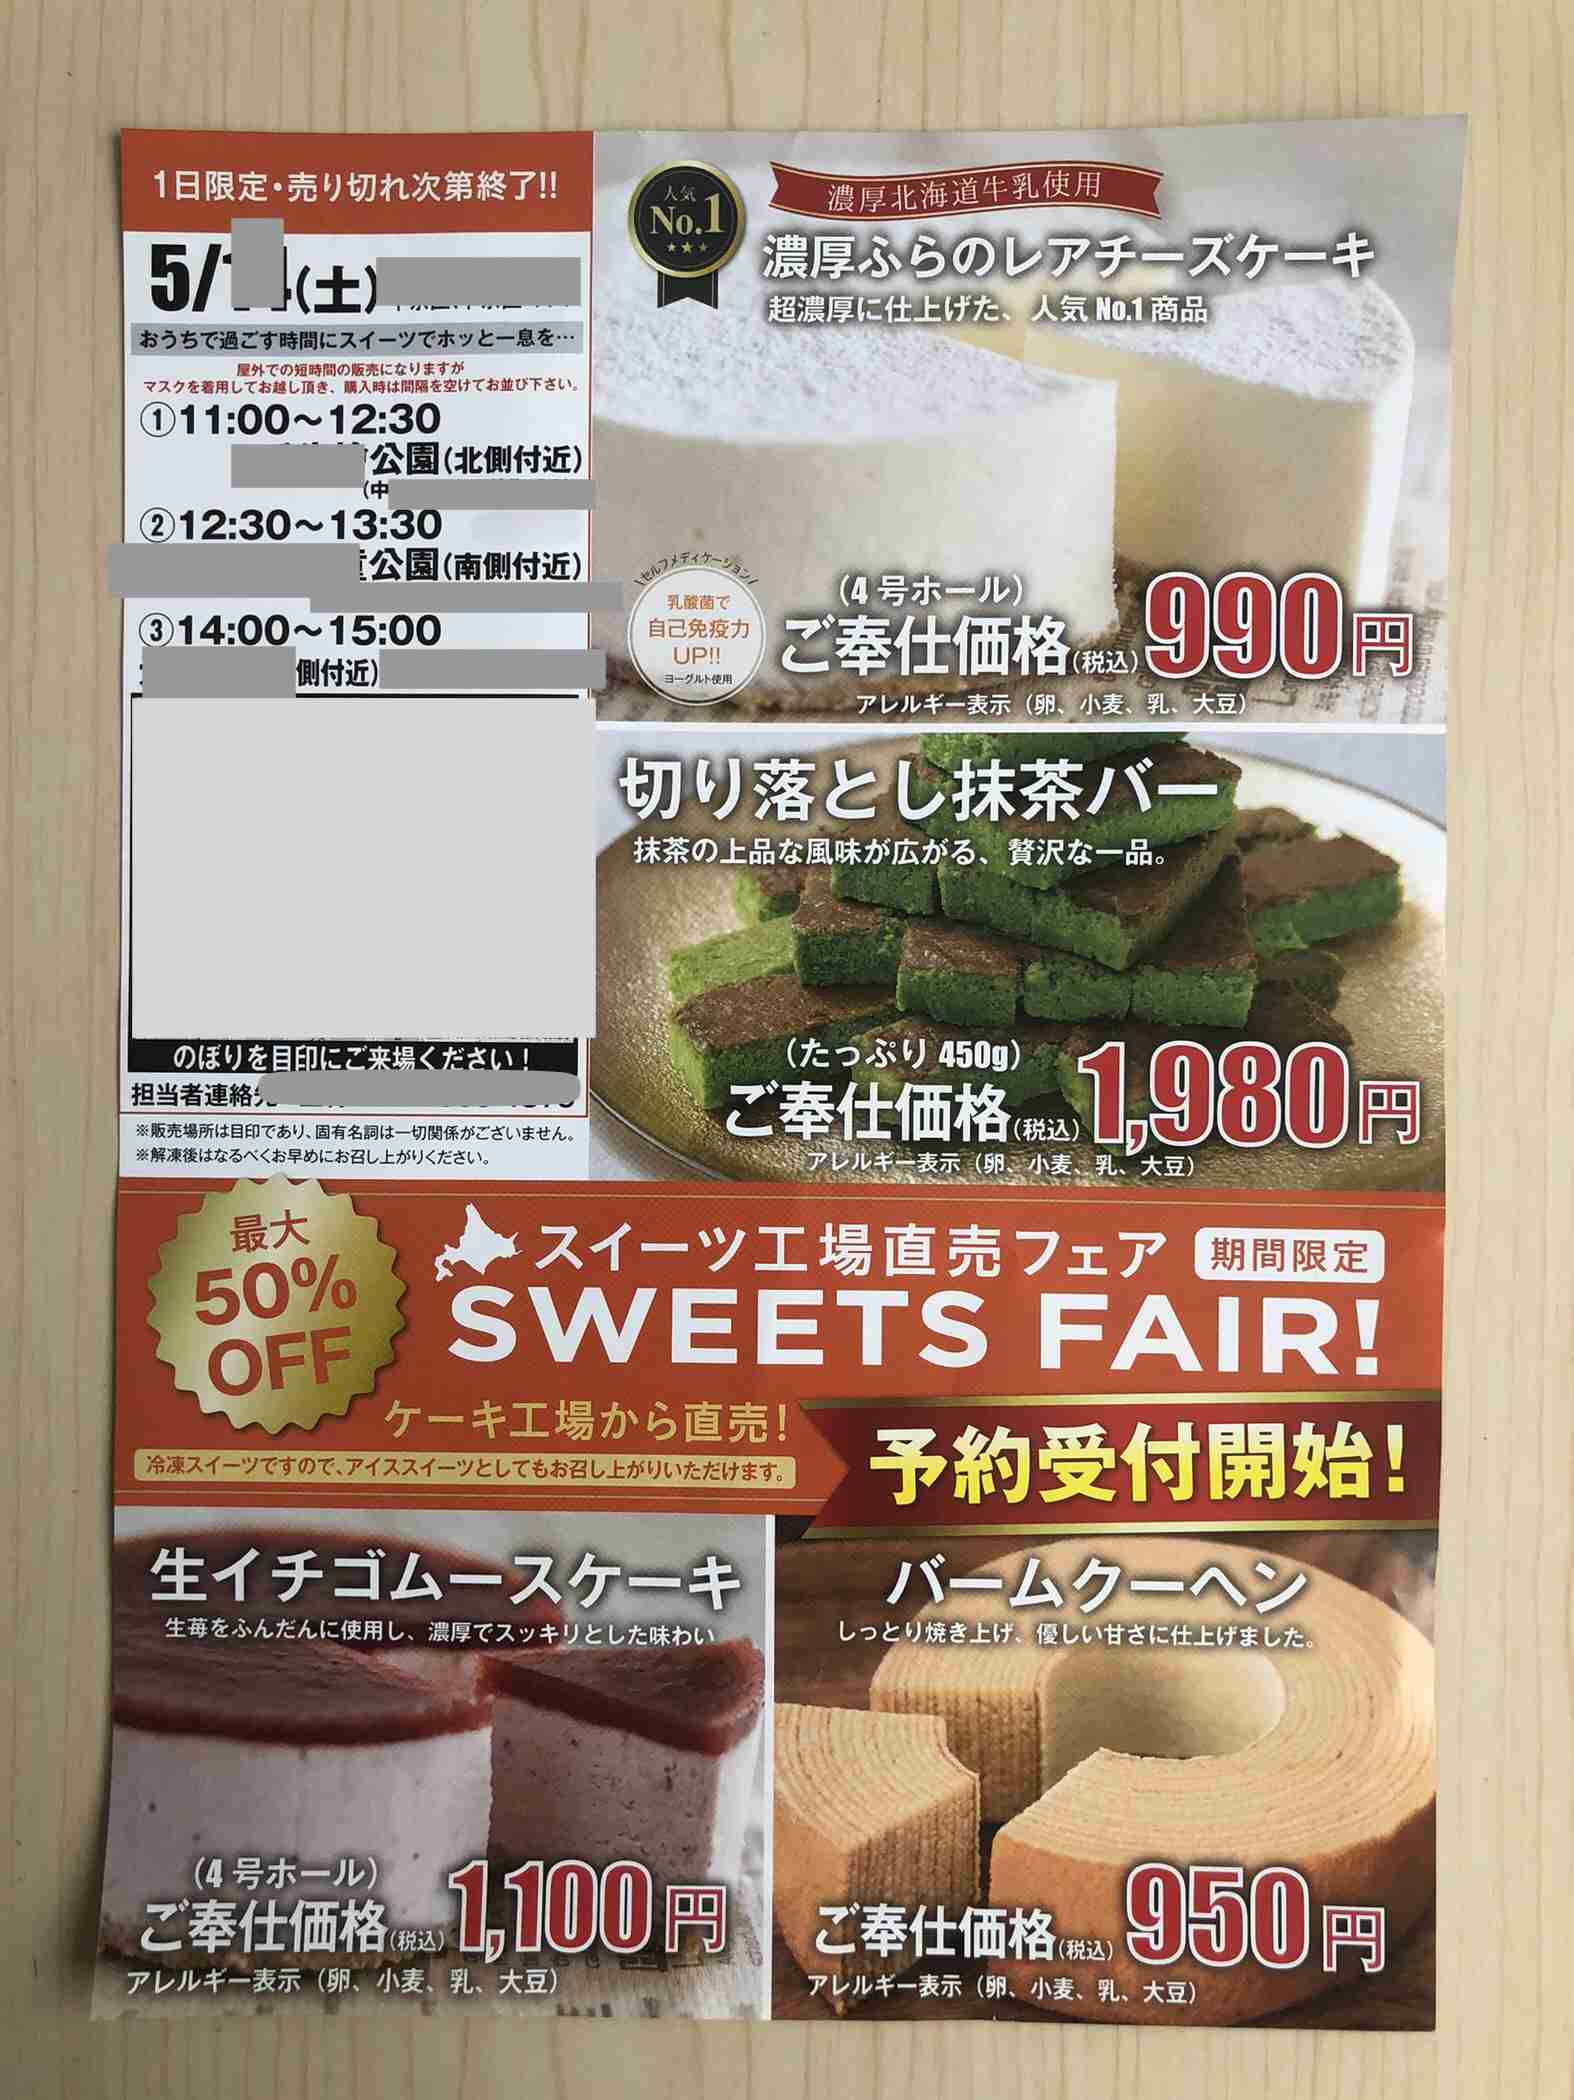 1日限定・売り切れ次第終了!!
5/
(土)
おうちで過ごす時間にスイーツでホッと一息を…
屋外での短時間の販売になりますが
マスクを着用してお越し頂き、購入時は間隔を空けてお並び下さい。
①11:00～12:30
公園(北側付近)
(中
②12:30～13:30
公園(南側付近)
③14:00～15:00
側付近)
のぼりを目印にご来場ください！
担当者連絡先
※販売場所は目印であり、固有名詞は一切関係がございません。
※解凍後はなるべくお早めにお召し上がりください。
人気
No.1
濃厚北海道牛乳使用
濃厚ふらのレアチーズケーキ
超濃厚に仕上げた、人気No.1商品
セルフメディケーション
乳酸菌で
自己免疫力
UP!!
ヨーグルト使用
(4号ホール)
ご奉仕価格(税込)990円
アレルギー表示（卵、小麦、乳、大豆）
切り落とし抹茶バー
抹茶の上品な風味が広がる、贅沢な一品。
(たっぷり450g)
ご奉仕価格(税込)1,980円
アレルギー表示（卵、小麦、乳、大豆）
最大
50%
OFF
スイーツ工場直売フェア 期間限定
SWEETS FAIR!
ケーキ工場から直売！
冷凍スイーツですので、アイススイーツとしてもお召し上がりいただけます。
予約受付開始！
生イチゴムースケーキ
生苺をふんだんに使用し、濃厚でスッキリとした味わい
(4号ホール)
ご奉仕価格(税込)1,100円
アレルギー表示（卵、小麦、乳、大豆）
バームクーヘン
しっとり焼き上げ、優しい甘さに仕上げました。
ご奉仕価格(税込)950円
アレルギー表示（卵、小麦、乳、大豆）